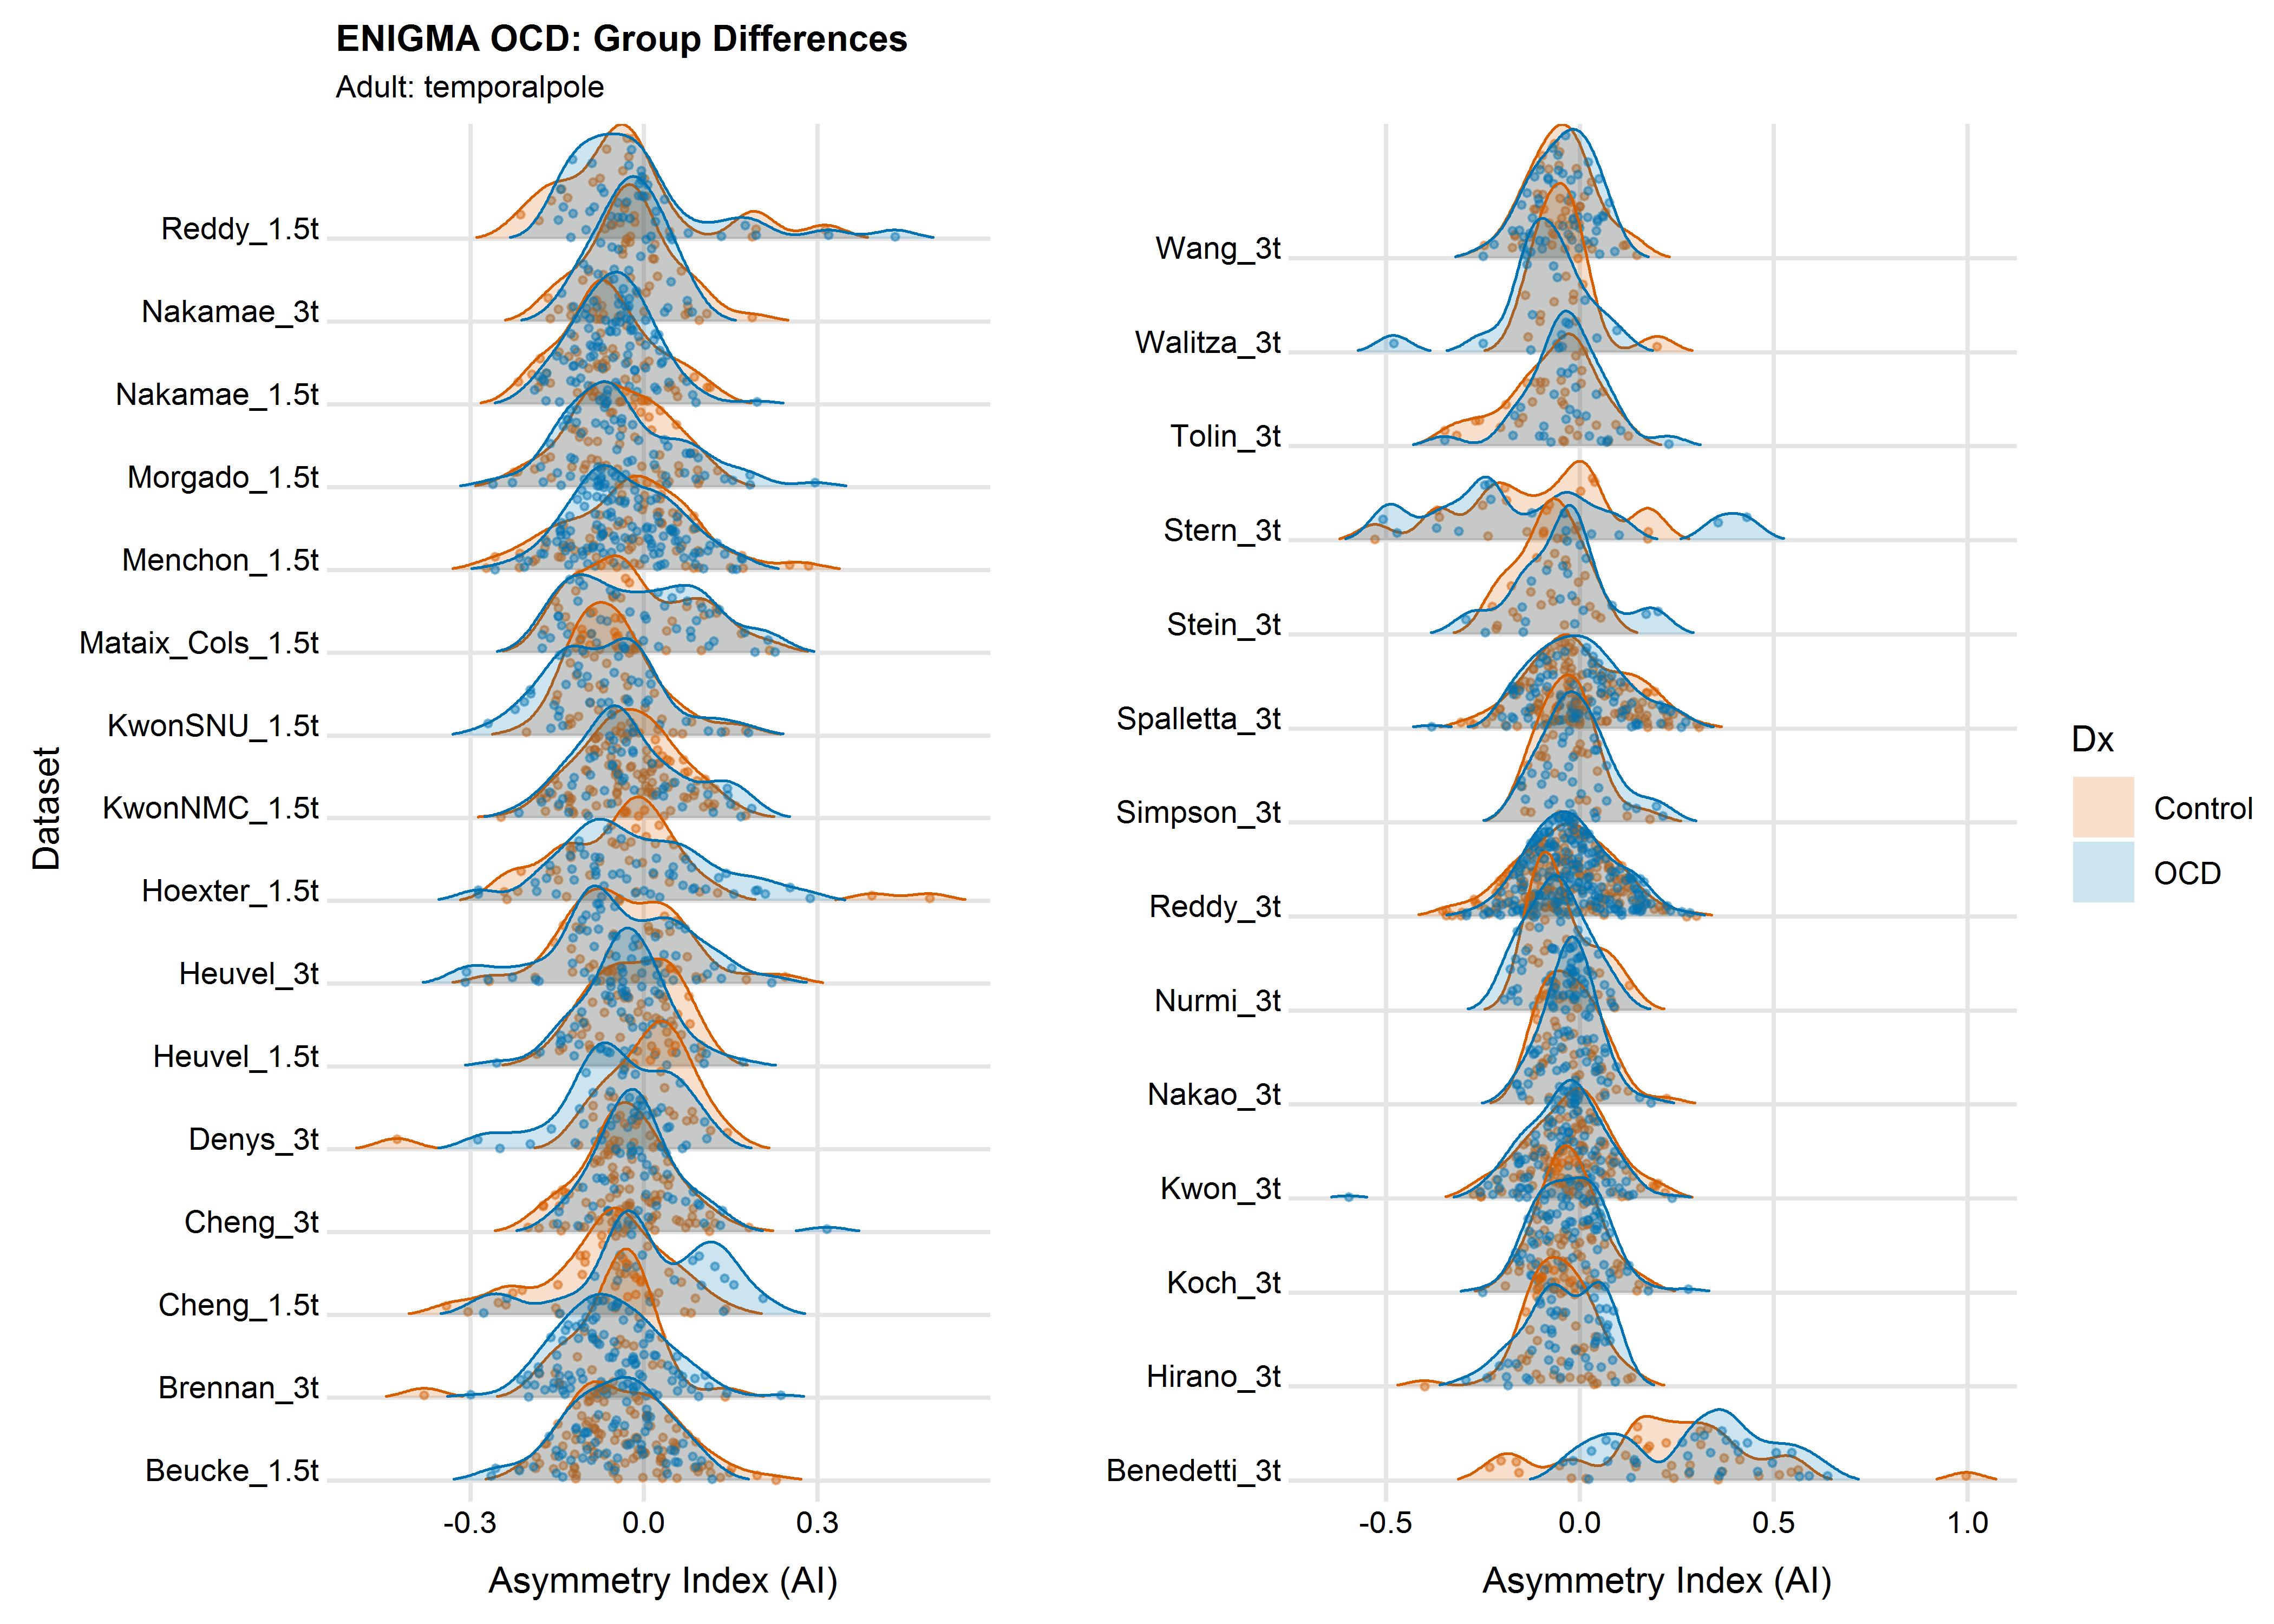 ENIGMA OCD: Group Differences
Adult: temporalpole
Dataset
Reddy_1.5t
Nakamae_3t
Nakamae_1.5t
Morgado_1.5t
Menchon_1.5t
Mataix_Cols_1.5t
KwonSNU_1.5t
KwonNMC_1.5t
Hoexter_1.5t
Heuvel_3t
Heuvel_1.5t
Denys_3t
Cheng_3t
Cheng_1.5t
Brennan_3t
Beucke_1.5t
-0.3 0.0 0.3
Asymmetry Index (AI)
Wang_3t
Walitza_3t
Tolin_3t
Stern_3t
Stein_3t
Spalletta_3t
Simpson_3t
Reddy_3t
Nurmi_3t
Nakao_3t
Kwon_3t
Koch_3t
Hirano_3t
Benedetti_3t
-0.5 0.0 0.5 1.0
Asymmetry Index (AI)
Dx
Control
OCD